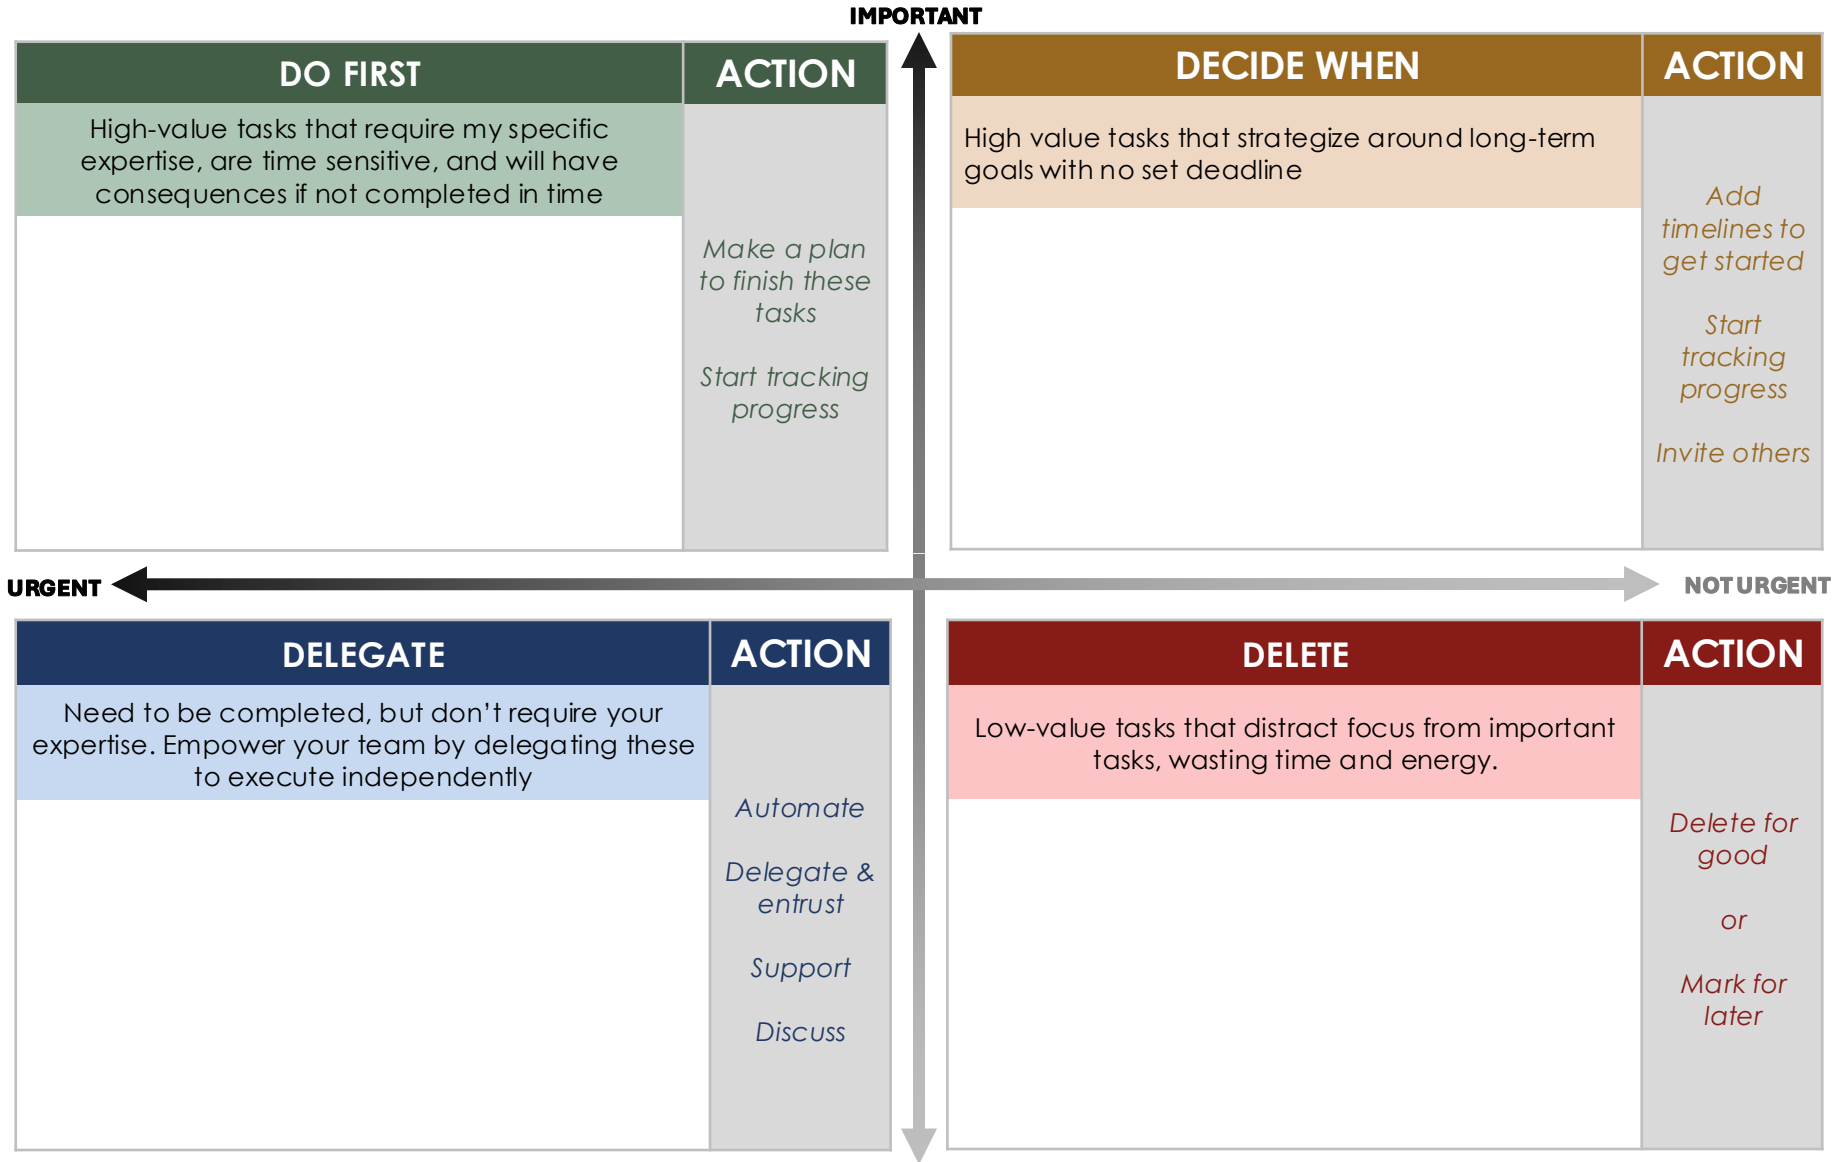 IMPORTANT
DO FIRST
ACTION
High-value tasks that require my specific
expertise, are time sensitive, and will have
consequences if not completed in time
Make a plan
to finish these
tasks
Start tracking
progress
DECIDE WHEN
ACTION
High value tasks that strategize around long-term
goals with no set deadline
Add
timelines to
get started
Start
tracking
progress
Invite others
URGENT
NOT URGENT
DELEGATE
ACTION
Need to be completed, but don’t require your
expertise. Empower your team by delegating these
to execute independently
Automate
Delegate &
entrust
Support
Discuss
DELETE
ACTION
Low-value tasks that distract focus from important
tasks, wasting time and energy.
Delete for
good
or
Mark for
later